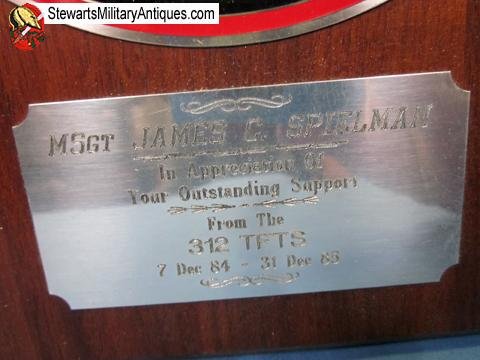 StewartsMilitaryAntiques.com
MSGT JAMES C. SPIELMAN
In Appreciation Of
Your Outstanding Support
From The
312 TFTS
7 Dec 84 - 31 Dec 85